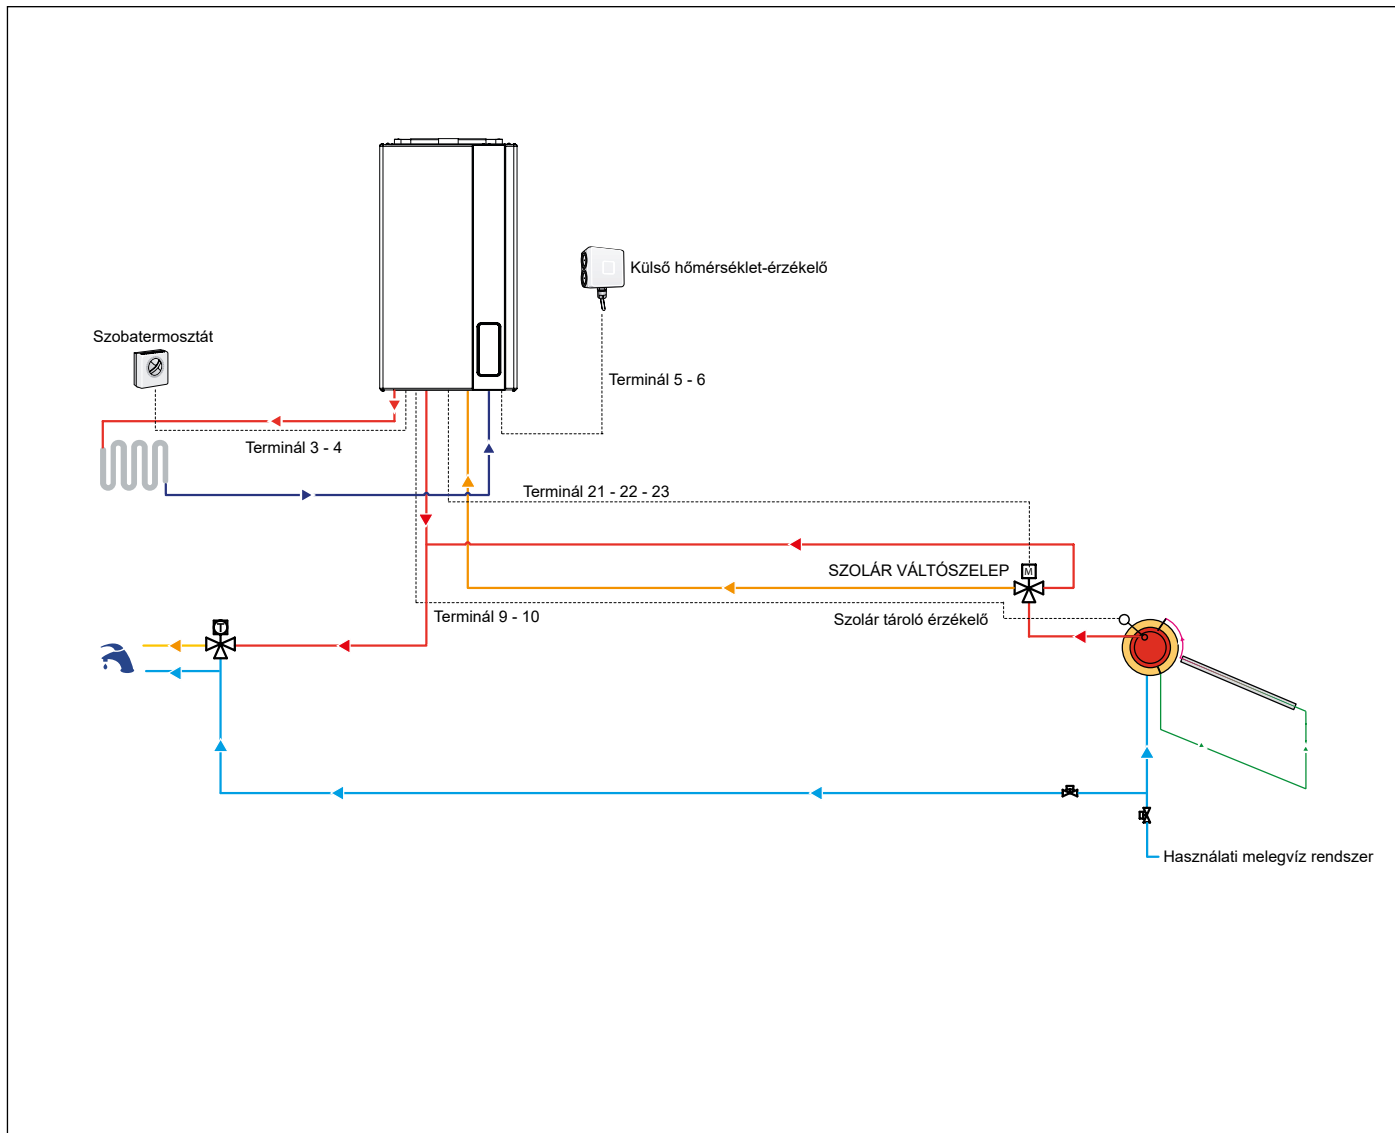 Külső hőmérséklet-érzékelő
Szobatermosztát
Terminál 5 - 6
Terminál 3 - 4
Terminál 21 - 22 - 23
SZOLÁR VÁLTÓSZELEP
M
Terminál 9 - 10
Szolár tároló érzékelő
T
Használati melegvíz rendszer